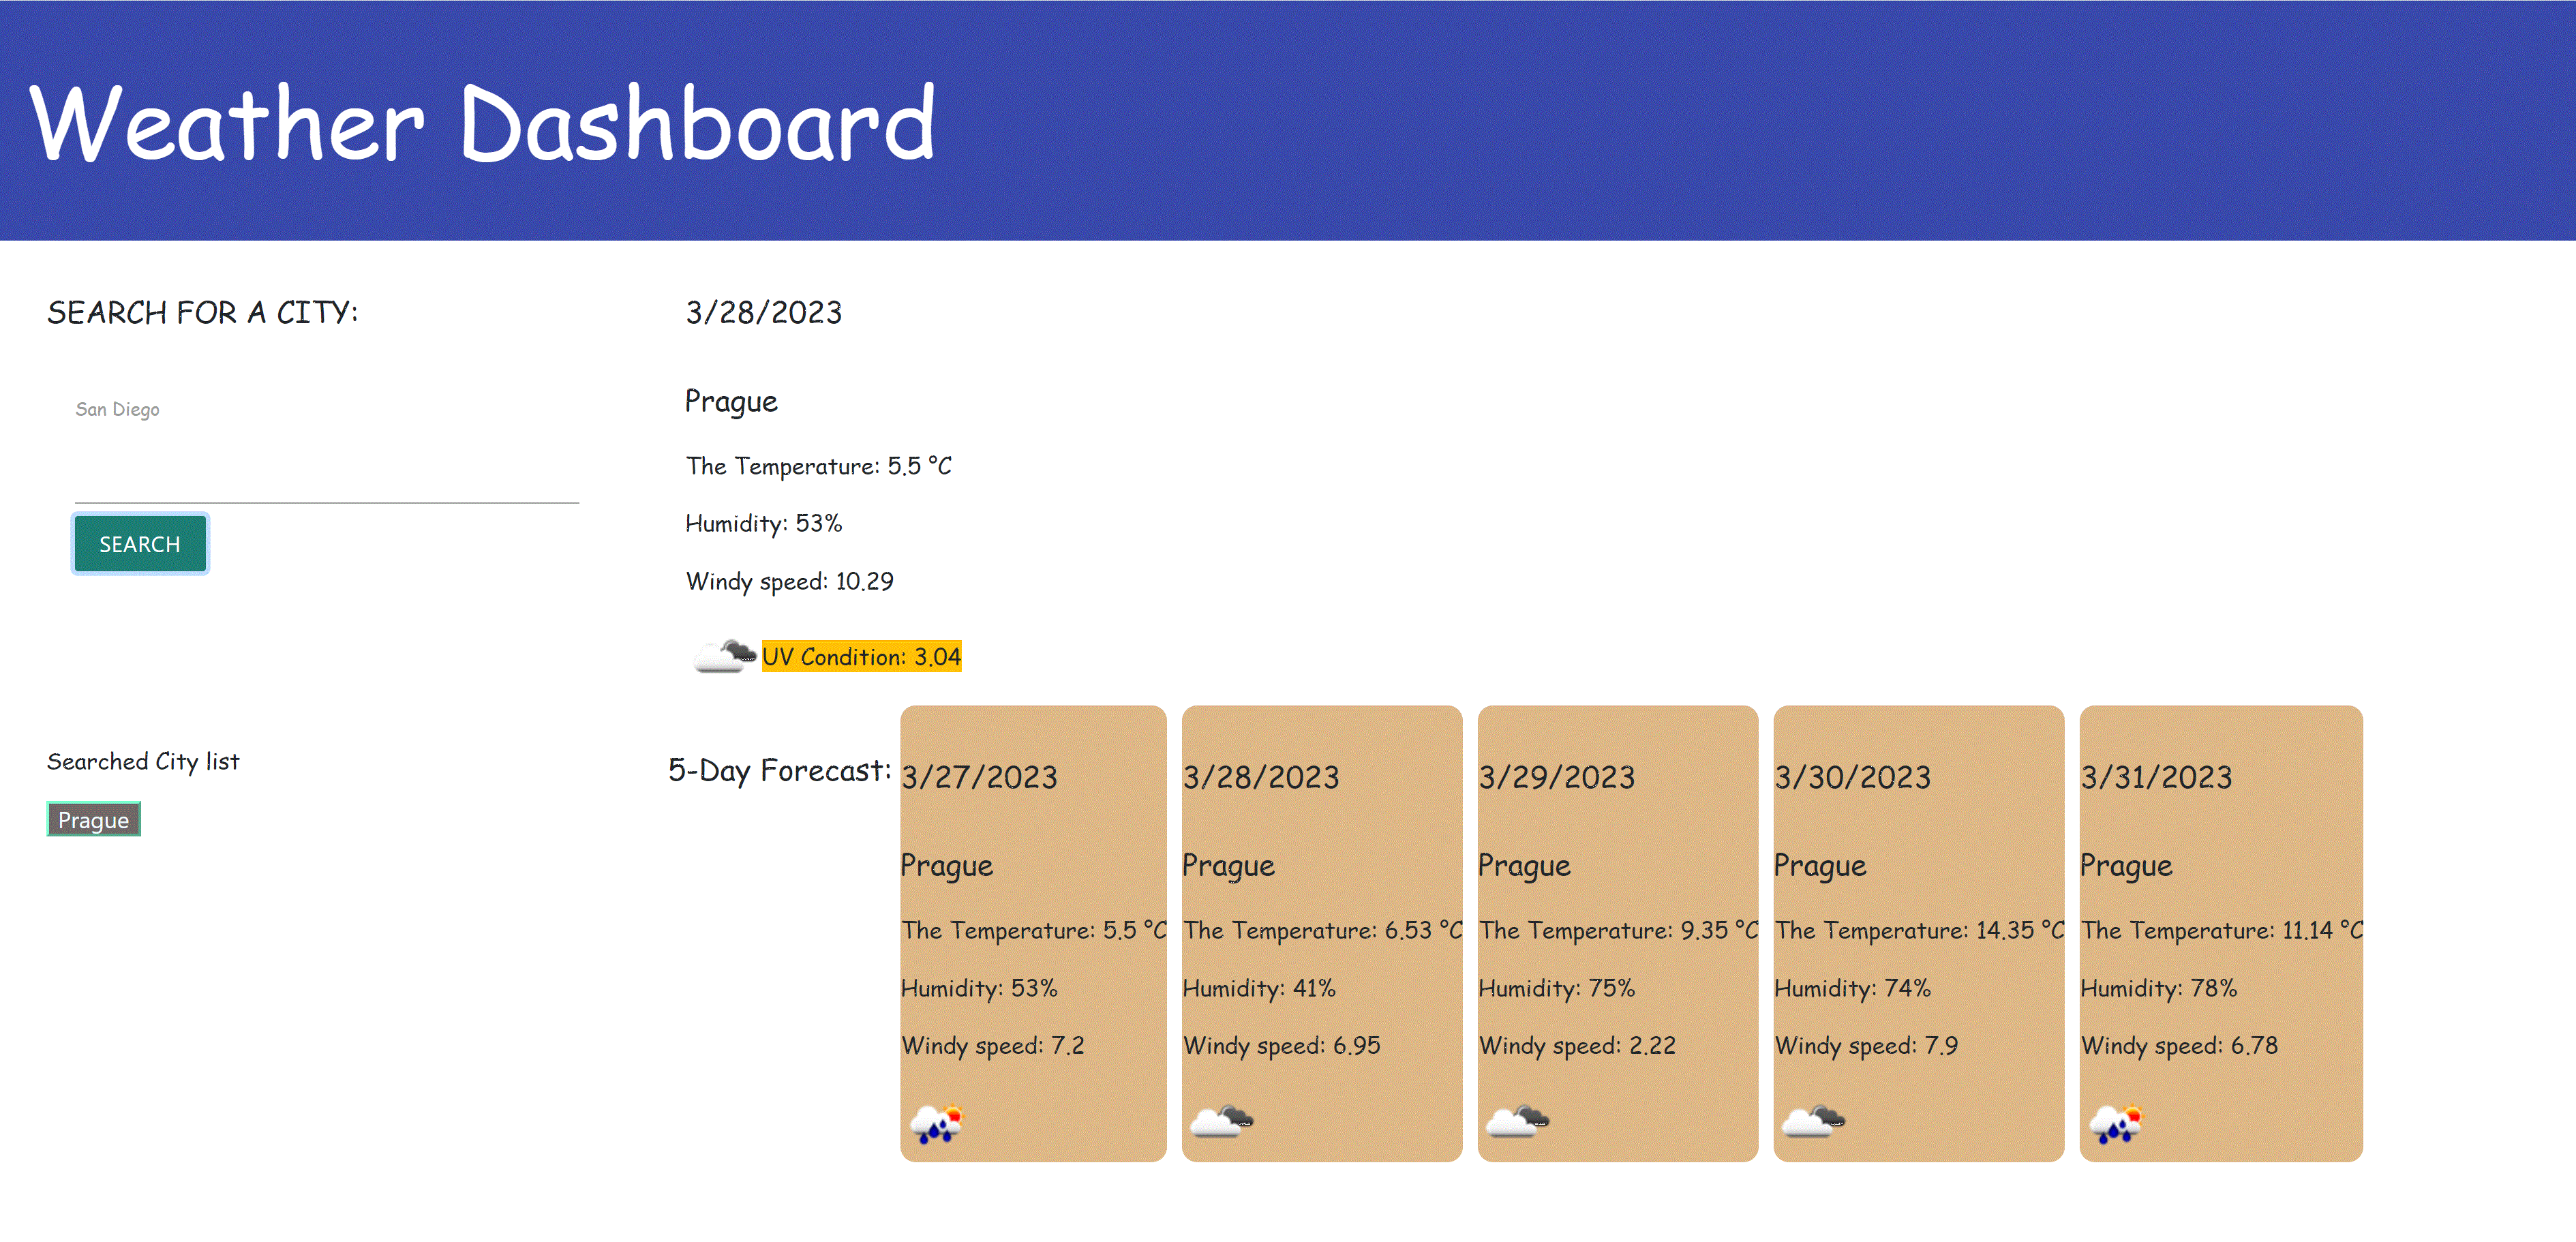 Weather Dashboard
SEARCH FOR A CITY:
San Diego
SEARCH
3/28/2023
Prague
The Temperature: 5.5 °C
Humidity: 53%
Windy speed: 10.29
UV Condition: 3.04
Searched City list
Prague
5-Day Forecast:
3/27/2023
Prague
The Temperature: 5.5 °C
Humidity: 53%
Windy speed: 7.2
3/28/2023
Prague
The Temperature: 6.53 °C
Humidity: 41%
Windy speed: 6.95
3/29/2023
Prague
The Temperature: 9.35 °C
Humidity: 75%
Windy speed: 2.22
3/30/2023
Prague
The Temperature: 14.35 °C
Humidity: 74%
Windy speed: 7.9
3/31/2023
Prague
The Temperature: 11.14 °C
Humidity: 78%
Windy speed: 6.78